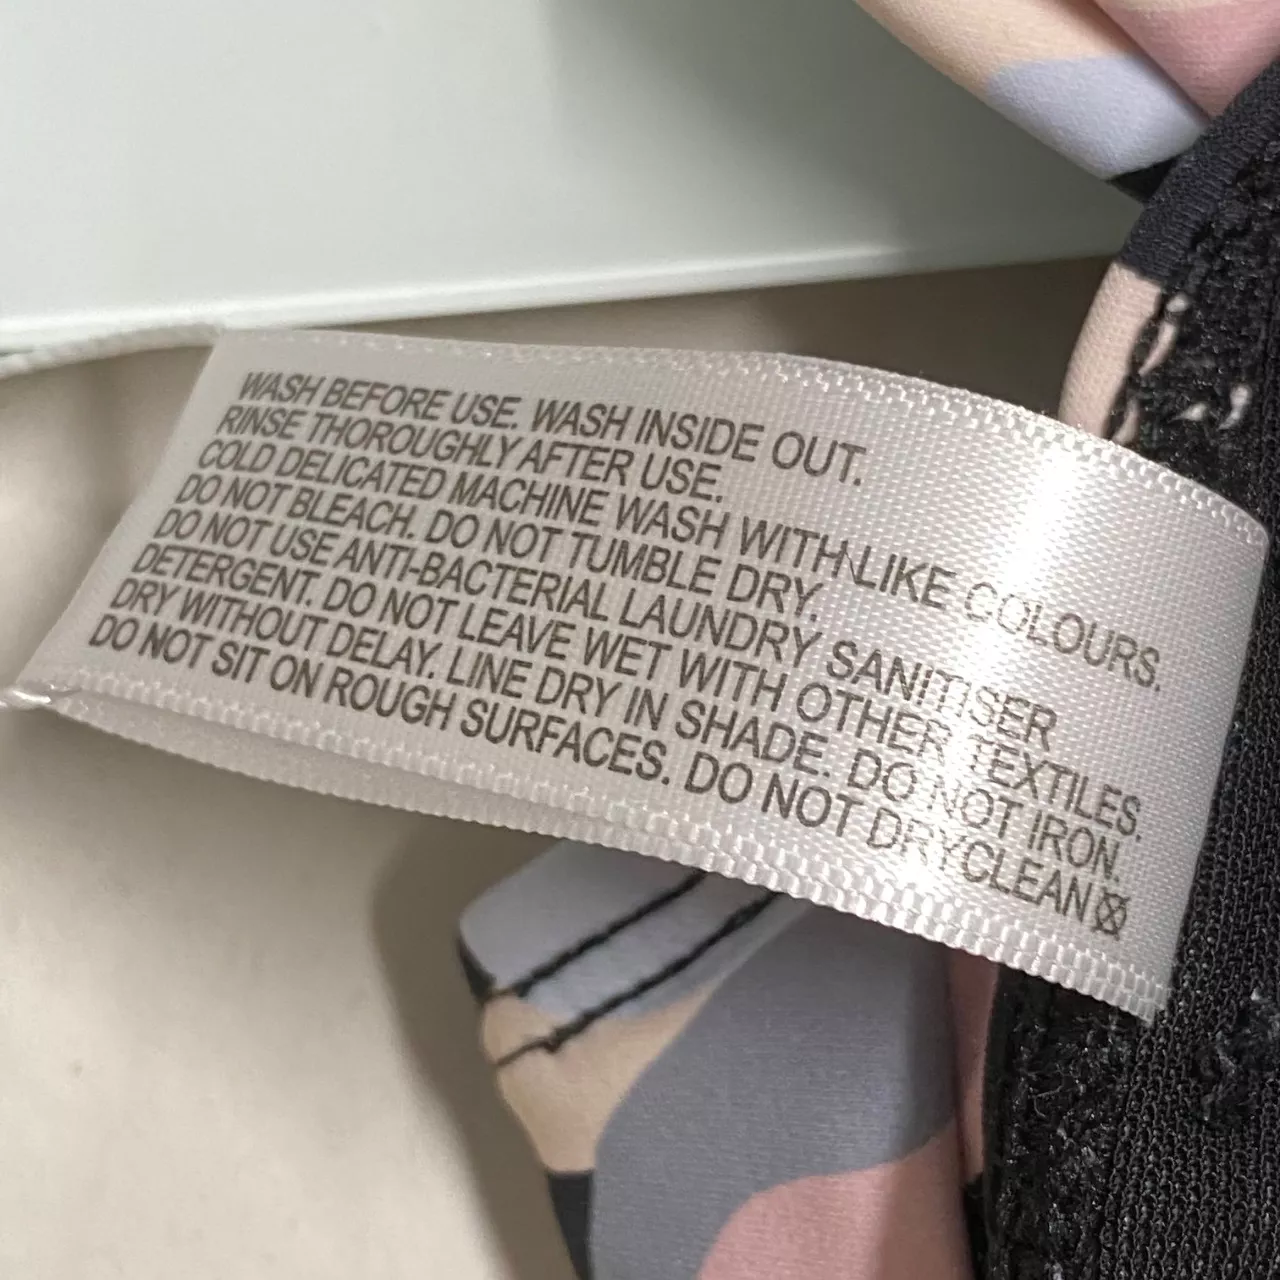 WASH BEFORE USE. WASH INSIDE OUT.
RINSE THOROUGHLY AFTER USE.
COLD DELICATED MACHINE WASH WITH LIKE COLOURS.
DO NOT BLEACH. DO NOT TUMBLE DRY.
DO NOT USE ANTI-BACTERIAL LAUNDRY SANITISER
DETERGENT. DO NOT LEAVE WET WITH OTHER TEXTILES.
DRY WITHOUT DELAY. LINE DRY IN SHADE. DO NOT IRON.
DO NOT SIT ON ROUGH SURFACES. DO NOT DRYCLEAN